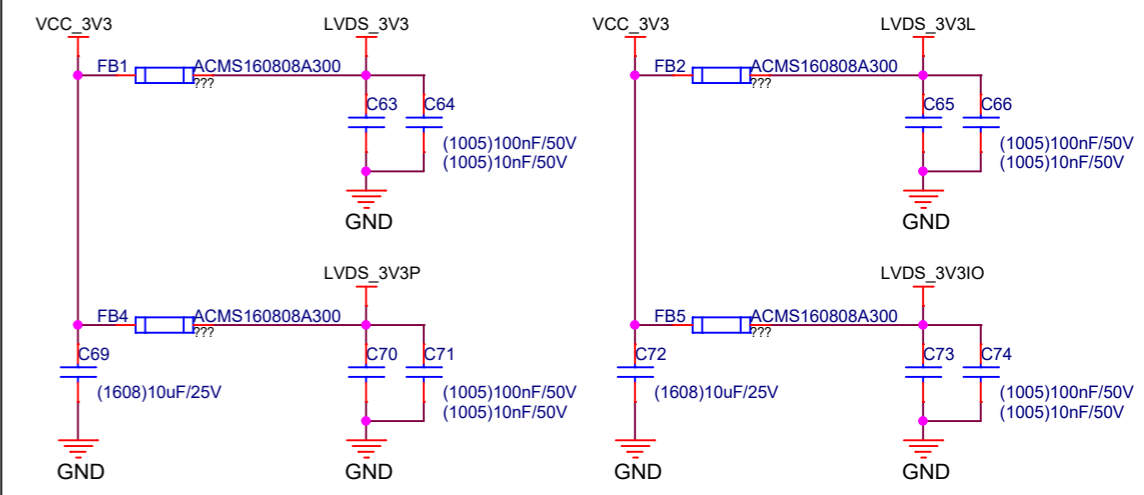 VCC_3V3 LVDS_3V3 VCC_3V3 LVDS_3V3L
FB1 ACMS160808A300 FB2 ACMS160808A300
??? ???
C63 C64 C65 C66
(1005)100nF/50V (1005)100nF/50V
(1005)10nF/50V (1005)10nF/50V
GND GND
LVDS_3V3P LVDS_3V3IO
FB4 ACMS160808A300 FB5 ACMS160808A300
??? ???
C69 C70 C71 C72 C73 C74
(1608)10uF/25V (1005)100nF/50V (1608)10uF/25V (1005)100nF/50V
(1005)10nF/50V (1005)10nF/50V
GND GND GND GND